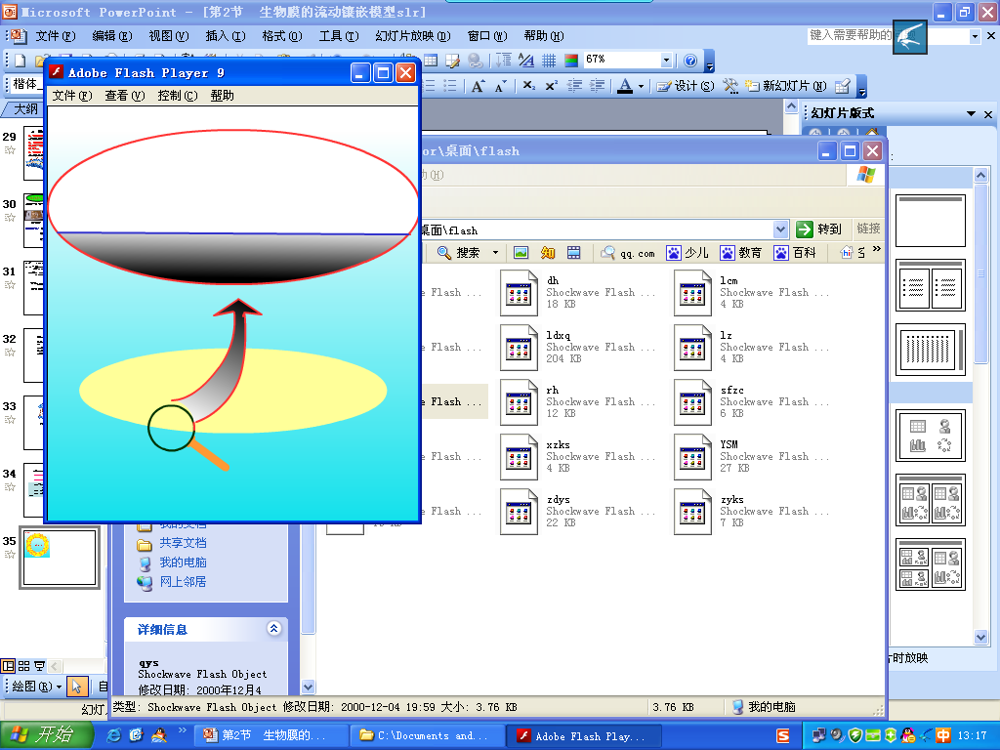 Microsoft PowerPoint - [第2节 生物膜的流动镶嵌模型slr]
文件(F) 编辑(E) 视图(V) 插入(I) 格式(O) 工具(T) 幻灯片放映(D) 窗口(W) 帮助(H)
键入需要帮助的
67%
楷体_
设计(S) 新幻灯片(N)
大纲
幻灯片版式
Adobe Flash Player 9
文件(F) 查看(V) 控制(C) 帮助
or\桌面\flash
(H)
桌面\flash
转到 链接
搜索 qq.com 少儿 教育 百科 hi
29
30
31
32
33
34
35
e Flash ...
e Flash ...
e Flash ...
e Flash ...
e Flash ...
dh
Shockwave Flash ...
18 KB
lcm
Shockwave Flash ...
4 KB
ldxq
Shockwave Flash ...
204 KB
lz
Shockwave Flash ...
4 KB
rh
Shockwave Flash ...
12 KB
sfzc
Shockwave Flash ...
6 KB
xzks
Shockwave Flash ...
4 KB
YSM
Shockwave Flash ...
27 KB
zdys
Shockwave Flash ...
22 KB
zyks
Shockwave Flash ...
7 KB
我的文档
共享文档
我的电脑
网上邻居
详细信息
qys
Shockwave Flash Object
修改日期: 2000年12月4
时放映
绘图(R) 自
幻灯
类型: Shockwave Flash Object 修改日期: 2000-12-04 19:59 大小: 3.76 KB
3.76 KB
我的电脑
开始
第2节 生物膜的...
C:\Documents and...
Adobe Flash Play...
S
中
13:17